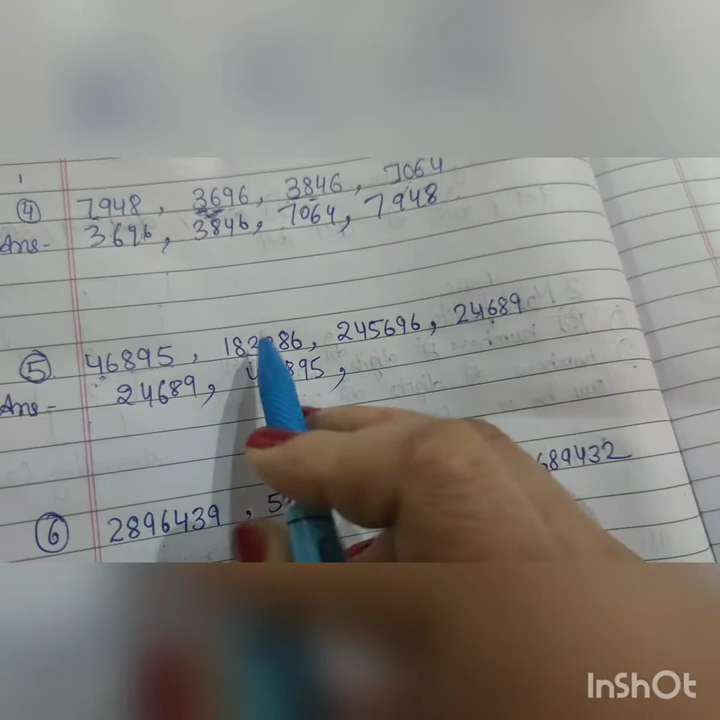 ④ 7948, 3696, 3846, 7064
Ans- 3696, 3846, 7064, 7948
⑤ 46895, 245696, 24689
Ans- 24689,
⑥ 2896439,
InShOt